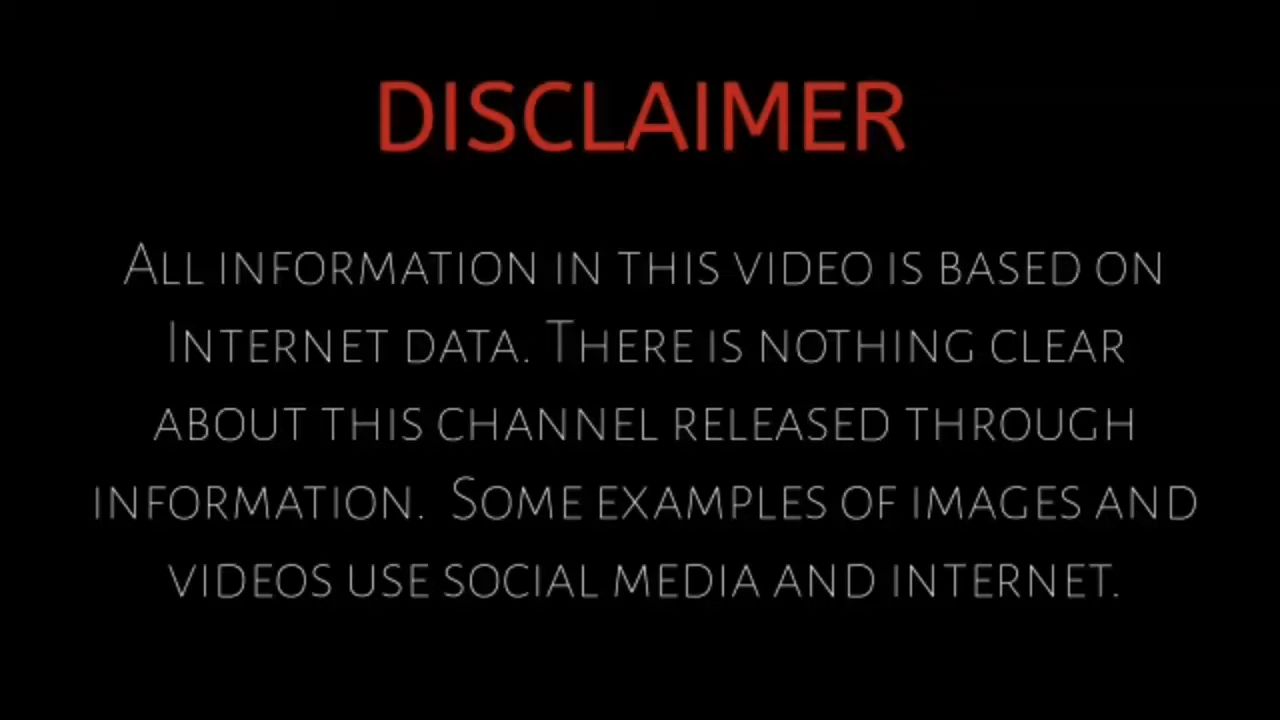 DISCLAIMER
All information in this video is based on
Internet data. There is nothing clear
about this channel released through
information. Some examples of images and
videos use social media and internet.